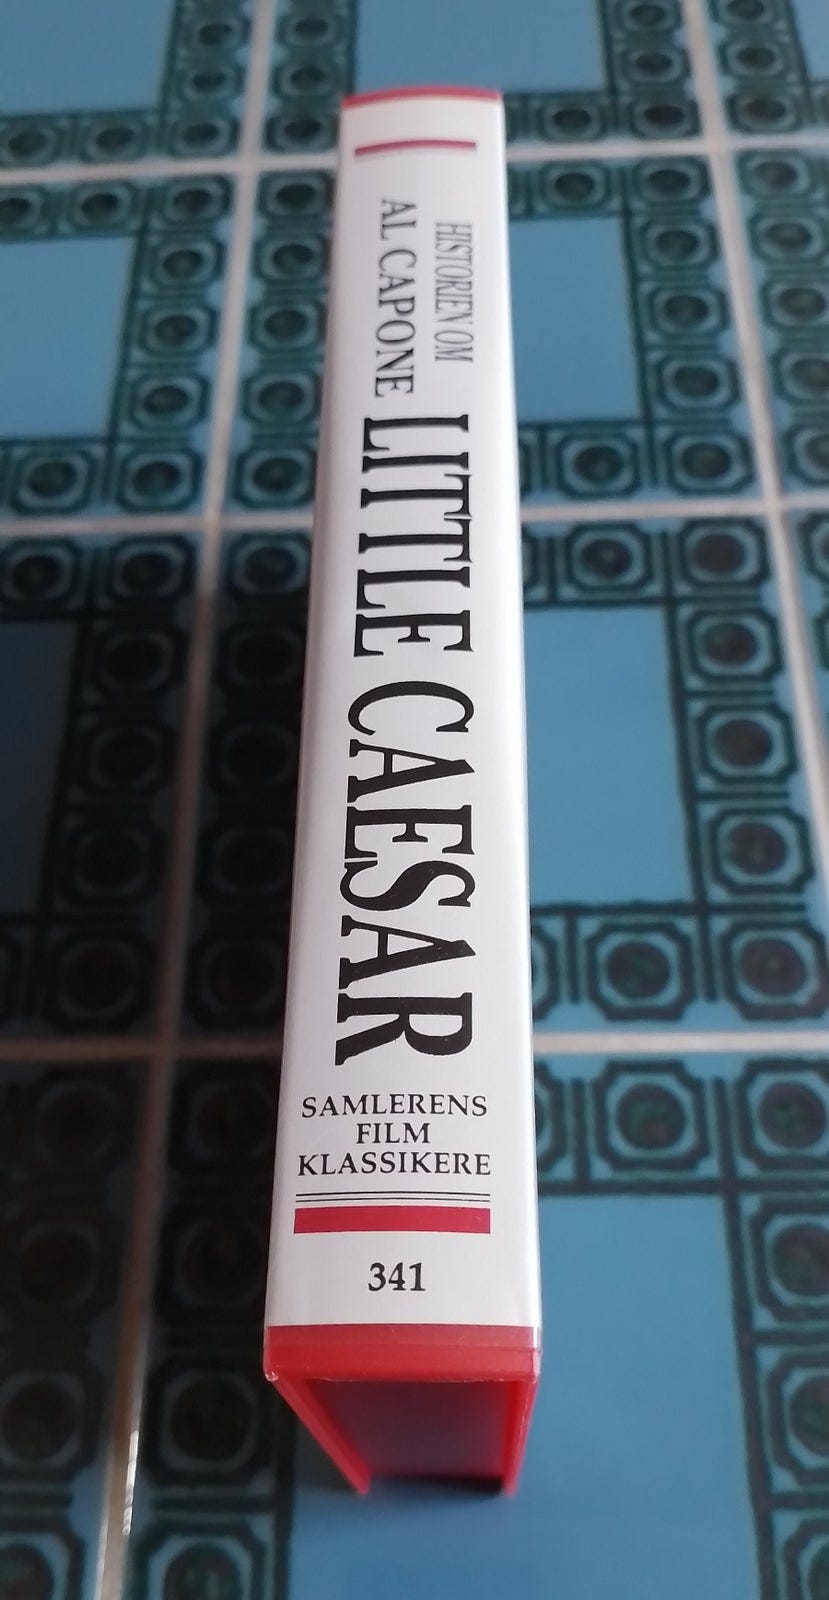 HISTORIEN OM
AL CAPONE
LITTLE CAESAR
SAMLERENS
FILM
KLASSIKERE
341